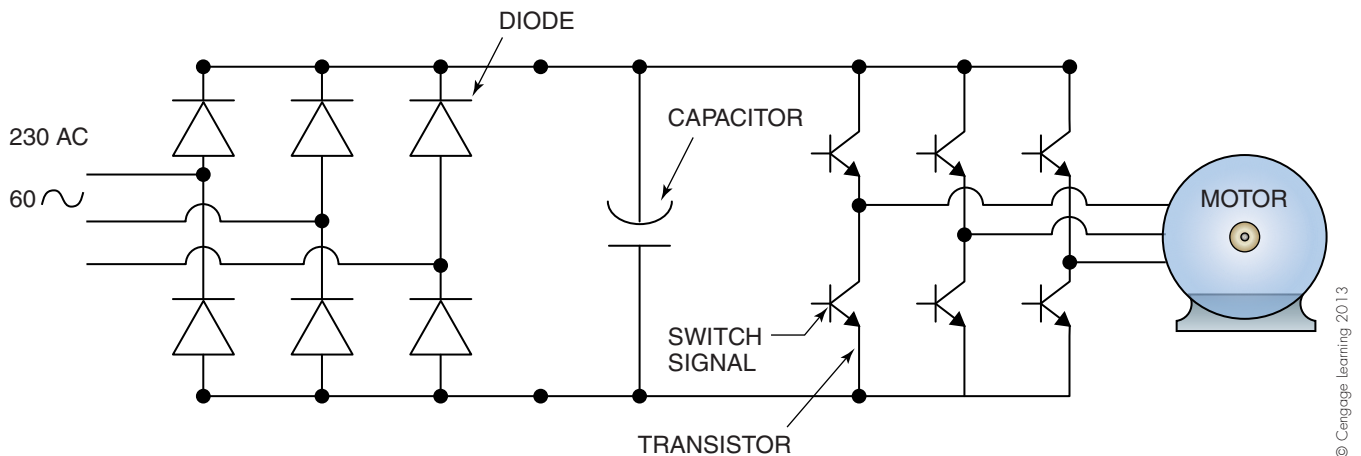 DIODE
230 AC
60
CAPACITOR
MOTOR
SWITCH
SIGNAL
TRANSISTOR
© Cengage Learning 2013